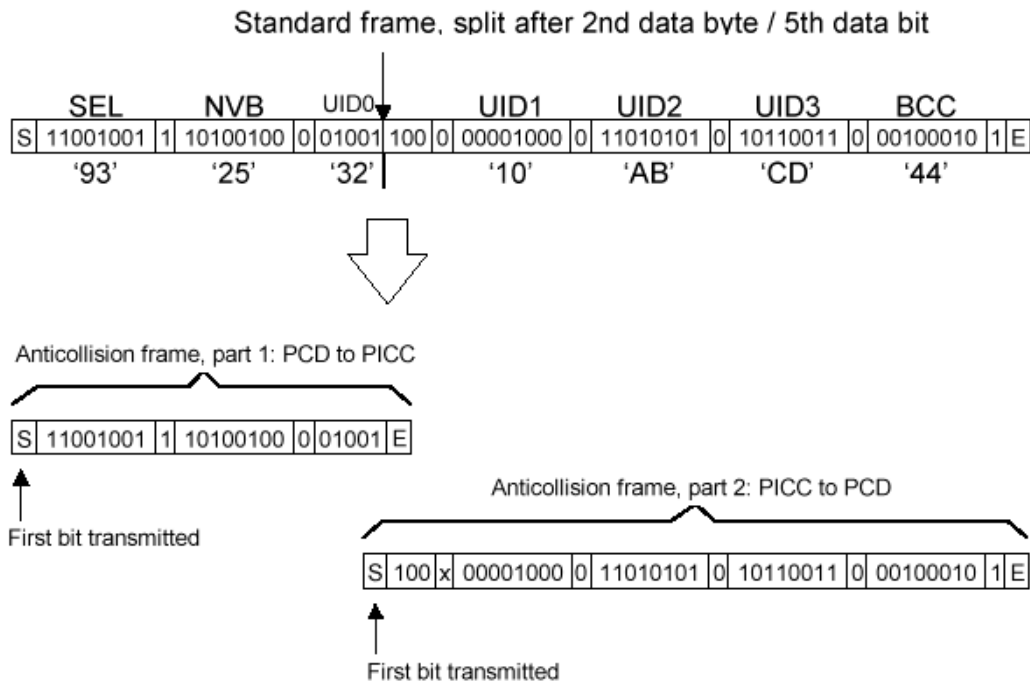 Standard frame, split after 2nd data byte / 5th data bit
SEL NVB UID0 UID1 UID2 UID3 BCC
S 11001001 1 10100100 0 01001 100 0 00001000 0 11010101 0 10110011 0 00100010 1 E
‘93’ ‘25’ ‘32’ ‘10’ ‘AB’ ‘CD’ ‘44’
Anticollision frame, part 1: PCD to PICC
S 11001001 1 10100100 0 01001 E
First bit transmitted
Anticollision frame, part 2: PICC to PCD
S 100 x 00001000 0 11010101 0 10110011 0 00100010 1 E
First bit transmitted